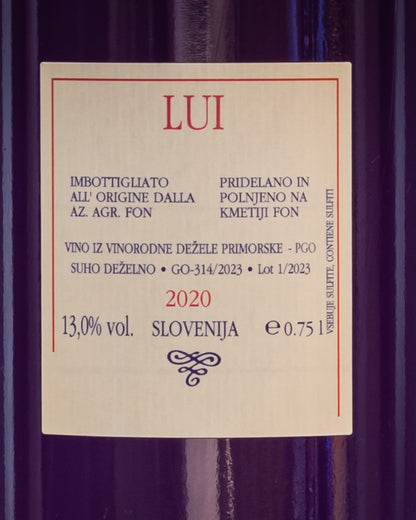 LUI
IMBOTTIGLIATO
ALL' ORIGINE DALLA
AZ. AGR. FON
PRIDELANO IN
POLNJENO NA
KMETIJI FON
VINO IZ VINORODNE DEŽELE PRIMORSKE - PGO
SUHO DEŽELNO • GO-314/2023 • Lot 1/2023
2020
13,0% vol. SLOVENIJA e 0.75 l
VSEBUJE SULFITE, CONTIENE SULFITI